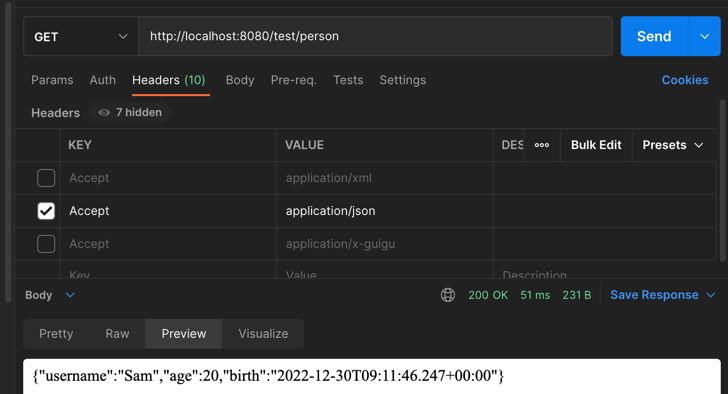 GET http://localhost:8080/test/person Send
Params Auth Headers (10) Body Pre-req. Tests Settings Cookies
Headers 7 hidden
KEY VALUE DES ooo Bulk Edit Presets
Accept application/xml
Accept application/json
Accept application/x-guigu
Key Value Description
Body 200 OK 51 ms 231 B Save Response
Pretty Raw Preview Visualize
{"username":"Sam","age":20,"birth":"2022-12-30T09:11:46.247+00:00"}